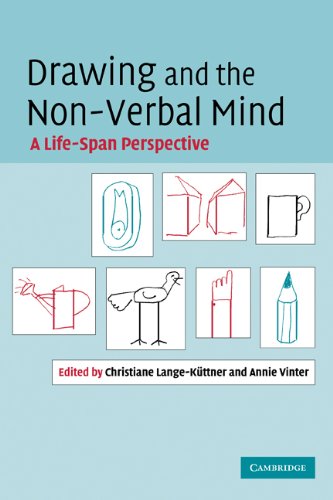 Drawing and the
Non-Verbal Mind
A Life-Span Perspective
Edited by Christiane Lange-Küttner and Annie Vinter
CAMBRIDGE